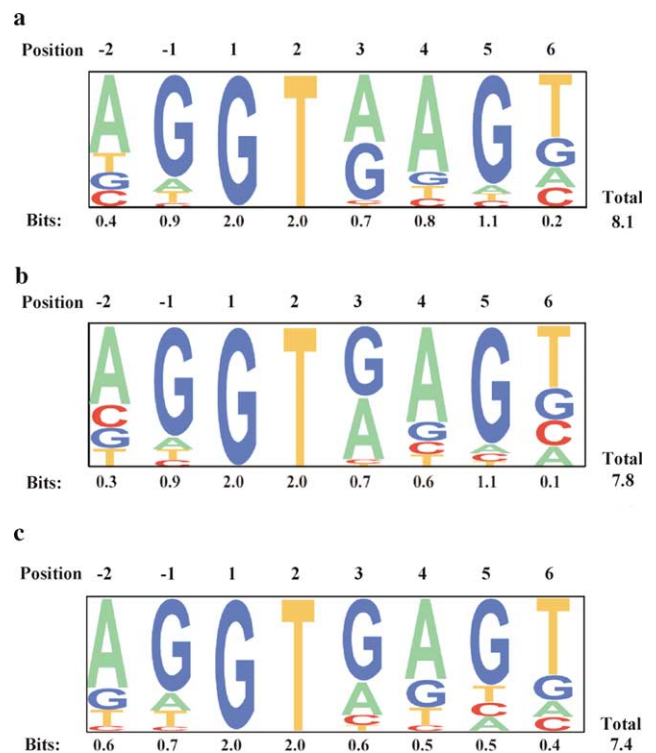 a
Position -2 -1 1 2 3 4 5 6
A G G T A A G T
T A G G A G
G T T T A
C C C T C C C
Total
Bits: 0.4 0.9 2.0 2.0 0.7 0.8 1.1 0.2 8.1
b
Position -2 -1 1 2 3 4 5 6
A G G T G A G T
C A A G A G
G T C C C C
T C T T T A
Total
Bits: 0.3 0.9 2.0 2.0 0.7 0.6 1.1 0.1 7.8
c
Position -2 -1 1 2 3 4 5 6
A G G T G A G T
G A A G T G
T T C T C A
C C T C A C
Total
Bits: 0.6 0.7 2.0 2.0 0.6 0.5 0.5 0.4 7.4